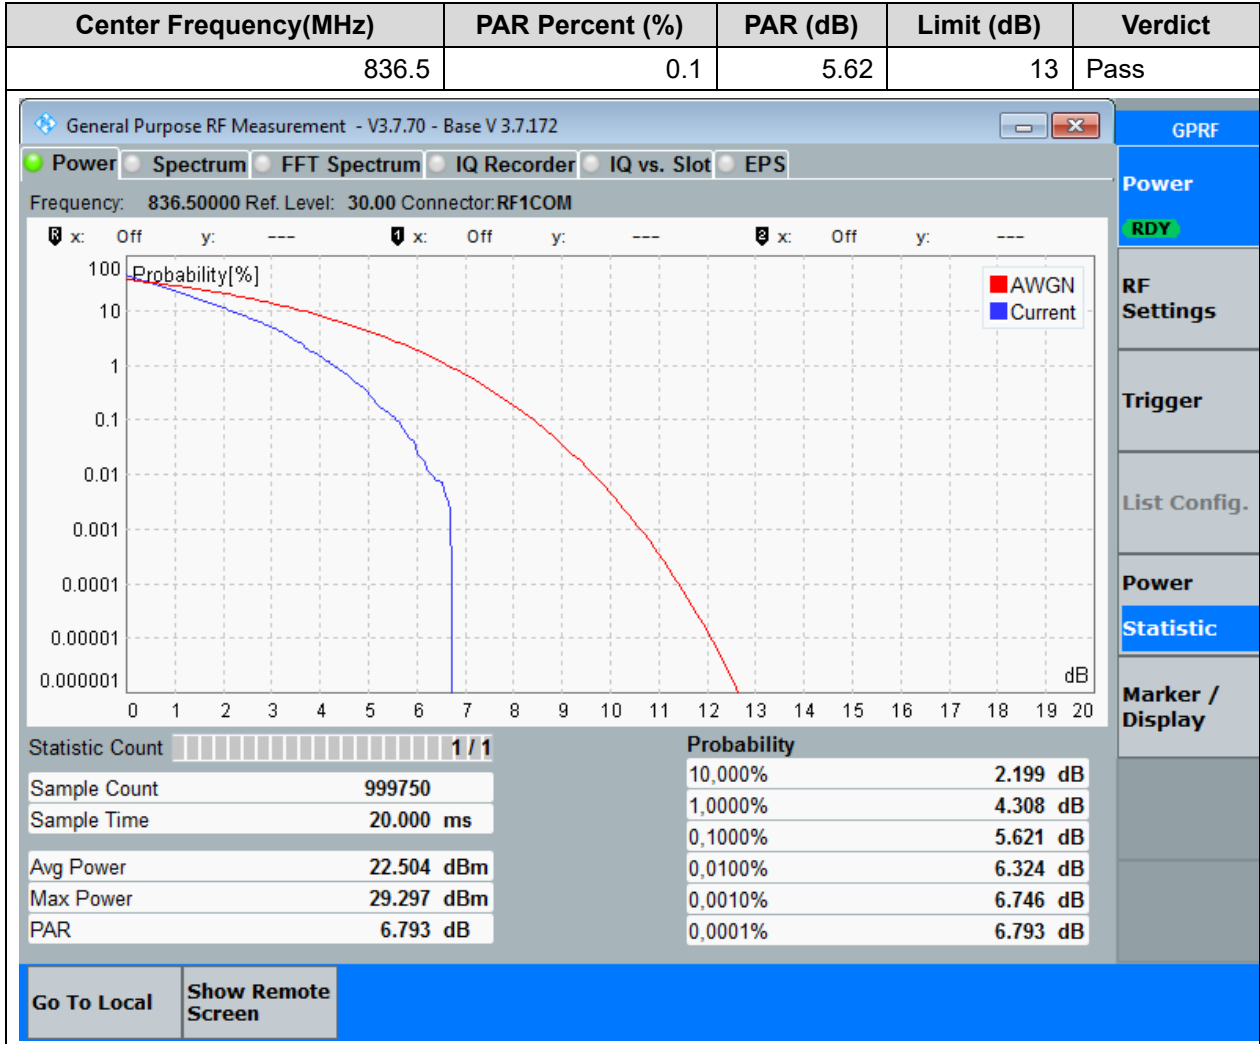 Center Frequency(MHz) PAR Percent (%) PAR (dB) Limit (dB) Verdict
836.5 0.1 5.62 13 Pass
General Purpose RF Measurement - V3.7.70 - Base V 3.7.172
GPRF
Power Spectrum FFT Spectrum IQ Recorder IQ vs. Slot EPS
Power
RDY
Frequency: 836.50000 Ref. Level: 30.00 Connector: RF1COM
R x: Off y: --- 1 x: Off y: --- 2 x: Off y: ---
Probability[%]
100
10
1
0.1
0.01
0.001
0.0001
0.00001
0.000001
AWGN
Current
dB
0 1 2 3 4 5 6 7 8 9 10 11 12 13 14 15 16 17 18 19 20
RF
Settings
Trigger
List Config.
Power
Statistic
Marker /
Display
Statistic Count 1 / 1
Sample Count 999750
Sample Time 20.000 ms
Avg Power 22.504 dBm
Max Power 29.297 dBm
PAR 6.793 dB
Probability
10,000% 2.199 dB
1,0000% 4.308 dB
0,1000% 5.621 dB
0,0100% 6.324 dB
0,0010% 6.746 dB
0,0001% 6.793 dB
Go To Local
Show Remote
Screen